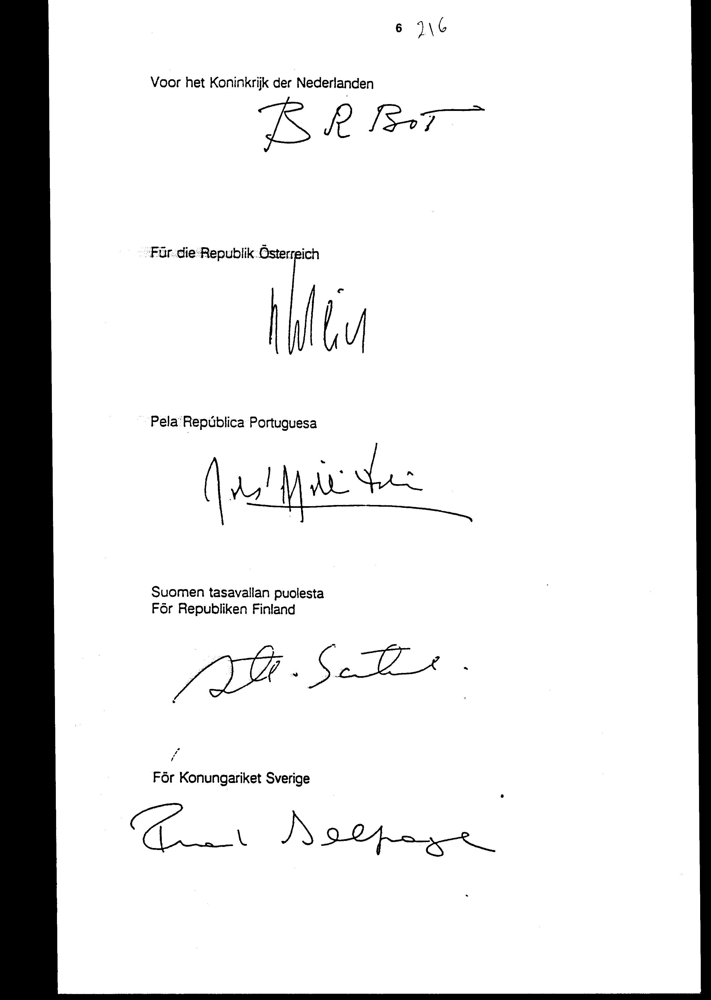 6 216
Voor het Koninkrijk der Nederlanden
B R BOT
Für die Republik Österreich
Pela República Portuguesa
Suomen tasavallan puolesta
För Republiken Finland
För Konungariket Sverige